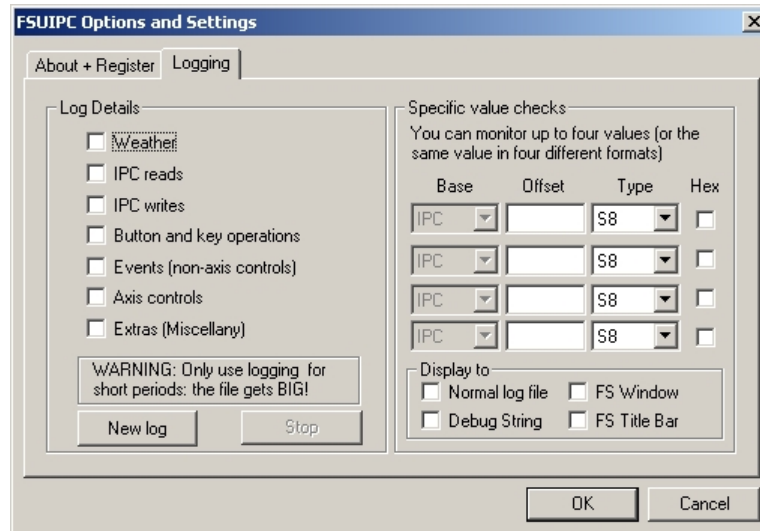 FSUIPC Options and Settings
About + Register
Logging
Log Details
Weather
IPC reads
IPC writes
Button and key operations
Events (non-axis controls)
Axis controls
Extras (Miscellany)
WARNING: Only use logging for
short periods: the file gets BIG!
New log
Stop
Specific value checks
You can monitor up to four values (or the
same value in four different formats)
Base Offset Type Hex
IPC S8
IPC S8
IPC S8
IPC S8
Display to
Normal log file
FS Window
Debug String
FS Title Bar
OK
Cancel